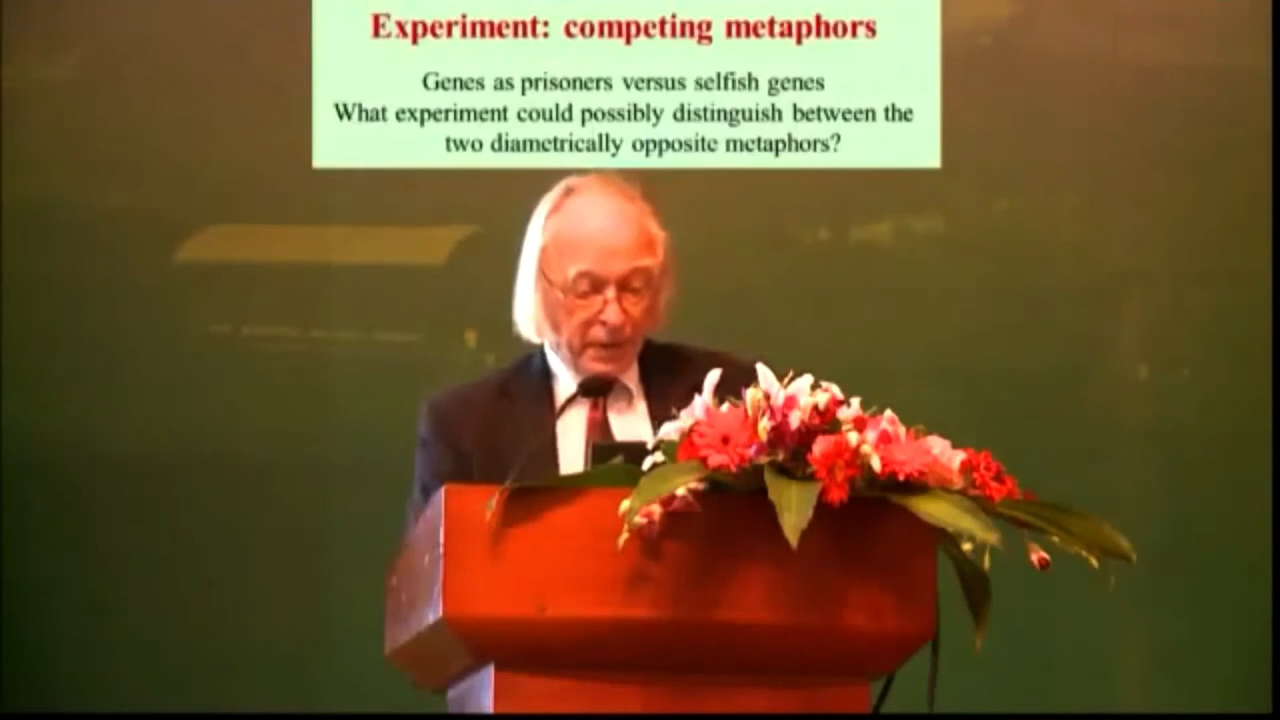 Experiment: competing metaphors
Genes as prisoners versus selfish genes
What experiment could possibly distinguish between the
two diametrically opposite metaphors?